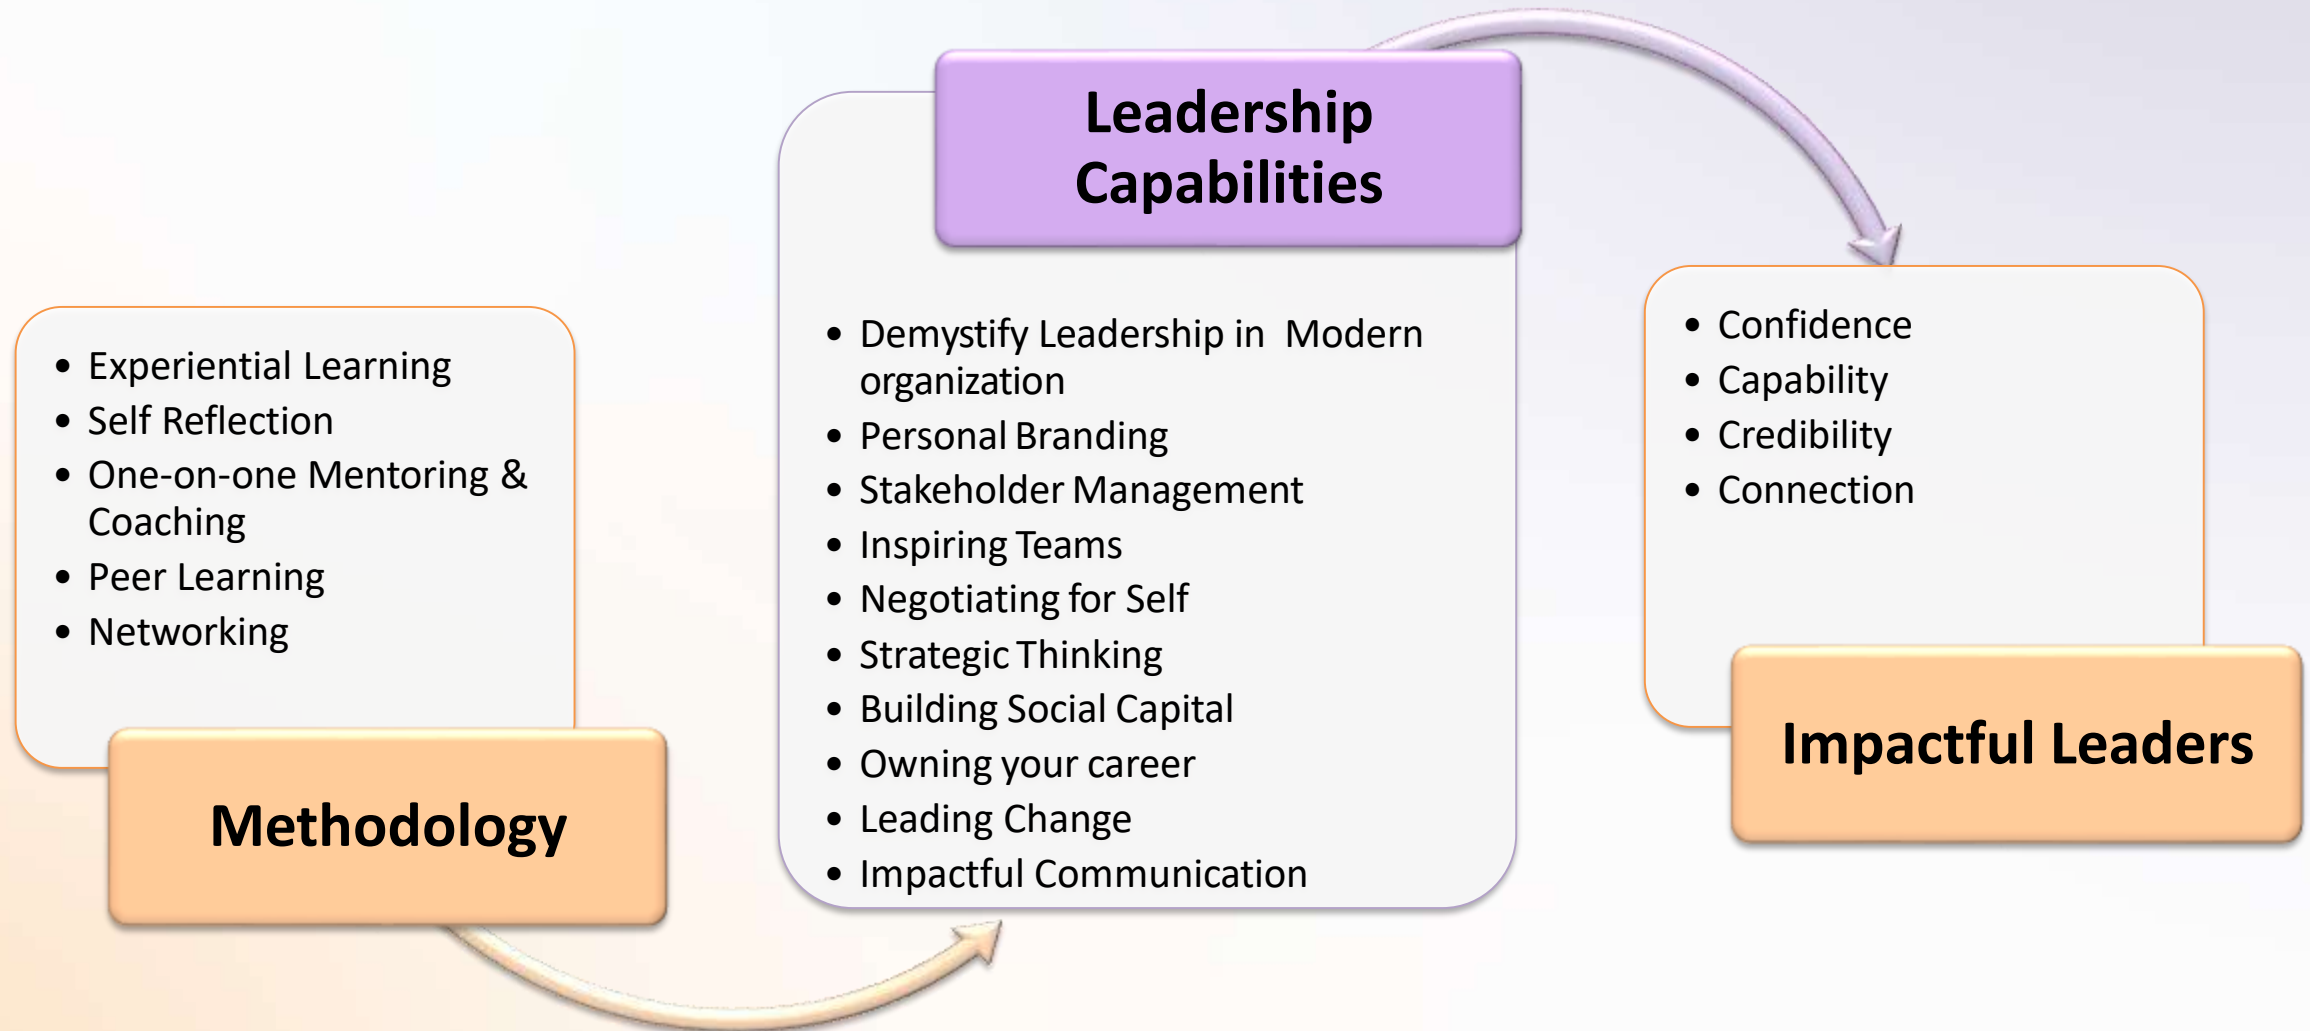 • Experiential Learning
• Self Reflection
• One-on-one Mentoring &
Coaching
• Peer Learning
• Networking
Methodology
Leadership
Capabilities
• Demystify Leadership in  Modern
organization
• Personal Branding
• Stakeholder Management
• Inspiring Teams
• Negotiating for Self
• Strategic Thinking
• Building Social Capital
• Owning your career
• Leading Change
• Impactful Communication
• Confidence
• Capability
• Credibility
• Connection
Impactful Leaders